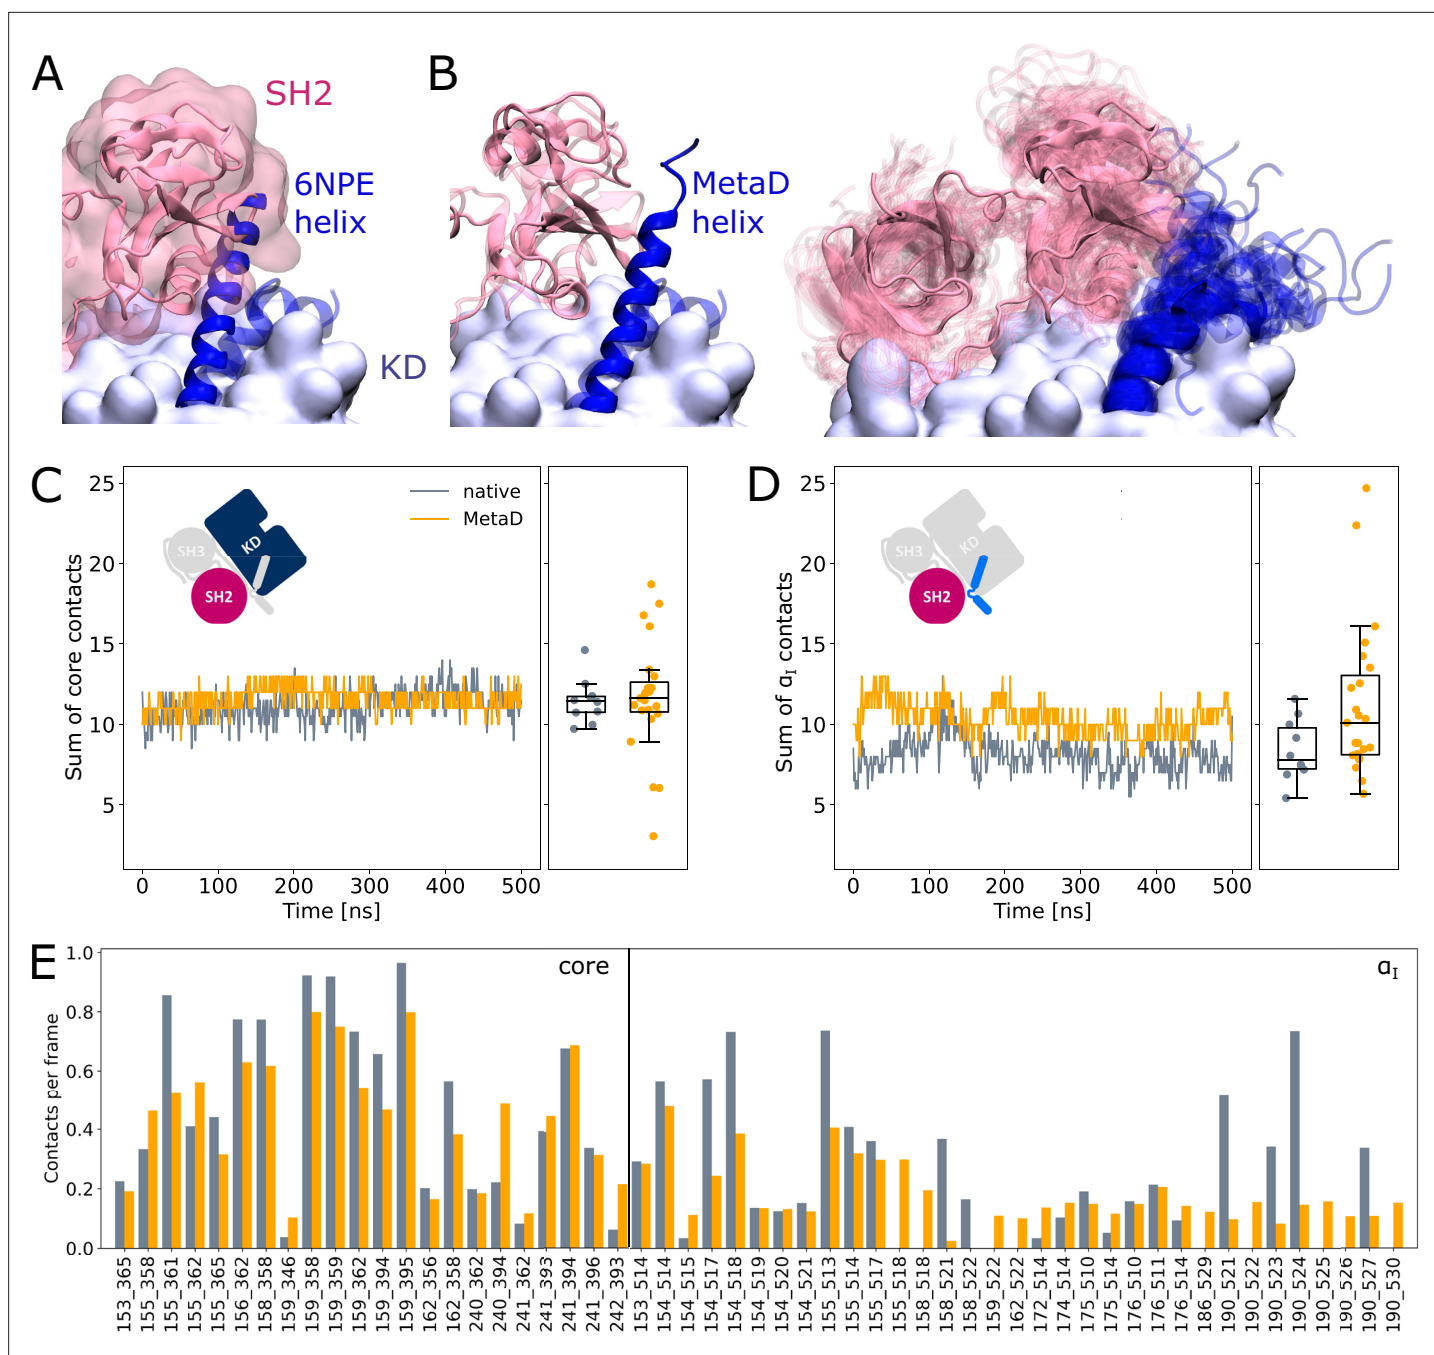 A
SH2
6NPE
helix
KD
B
MetaD
helix
C
25
20
15
10
5
Sum of core contacts
SH3
KD
SH2
native
MetaD
0 100 200 300 400 500
Time [ns]
D
25
20
15
10
5
Sum of αI contacts
SH3
KD
SH2
0 100 200 300 400 500
Time [ns]
E
1.0
0.8
0.6
0.4
0.2
0.0
Contacts per frame
core
αI
153_365
155_358
155_361
155_362
155_365
156_362
158_358
159_346
159_358
159_359
159_362
159_394
159_395
162_356
162_358
240_362
240_394
241_362
241_393
241_394
241_396
242_393
153_514
154_514
154_515
154_517
154_518
154_519
154_520
154_521
155_513
155_514
155_517
155_518
158_518
158_521
158_522
159_522
162_522
172_514
174_514
175_510
175_514
176_510
176_511
176_514
186_529
190_521
190_522
190_523
190_524
190_525
190_526
190_527
190_530